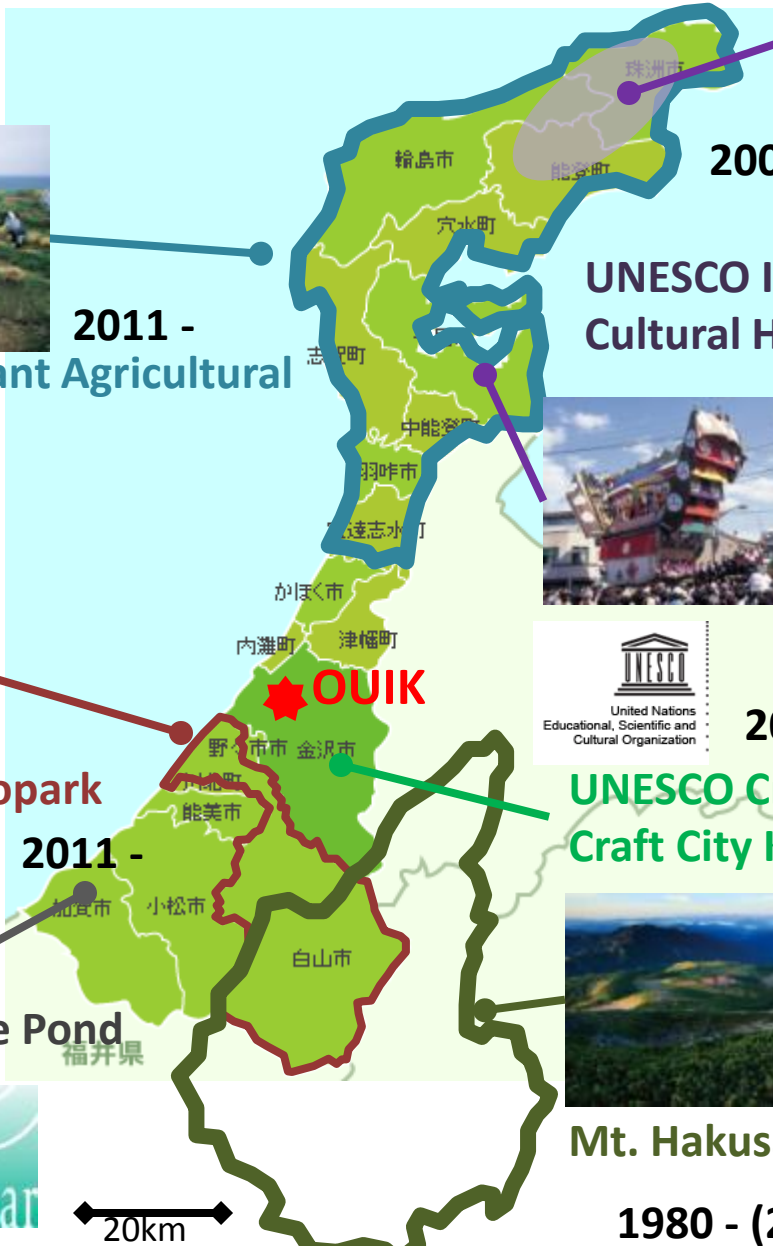 珠洲市
輪島市
200
能登町
穴水町
UNESCO I
Cultural H
2011 -
志賀町
ant Agricultural
中能登町
羽咋市
達志水町
かほく市
内灘町
津幡町
UNESCO
United Nations
Educational, Scientific and
Cultural Organization
OUIK
20
野々市市
金沢市
opark
川北町
UNESCO C
能美市
Craft City
2011 -
加賀市
小松市
白山市
e Pond
福井県
Mt. Hakus
ar
20km
1980 - (2